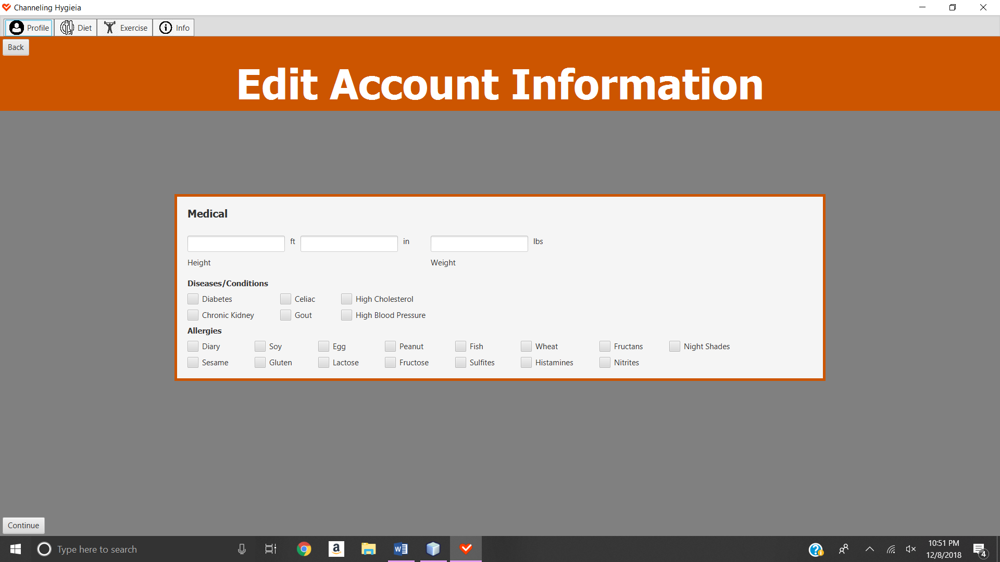 Channeling Hygieia
Profile Diet Exercise Info
Back
Edit Account Information
Medical
ft in lbs
Height Weight
Diseases/Conditions
Diabetes Celiac High Cholesterol
Chronic Kidney Gout High Blood Pressure
Allergies
Diary Soy Egg Peanut Fish Wheat Fructans Night Shades
Sesame Gluten Lactose Fructose Sulfites Histamines Nitrites
Continue
Type here to search
10:51 PM
12/8/2018
4